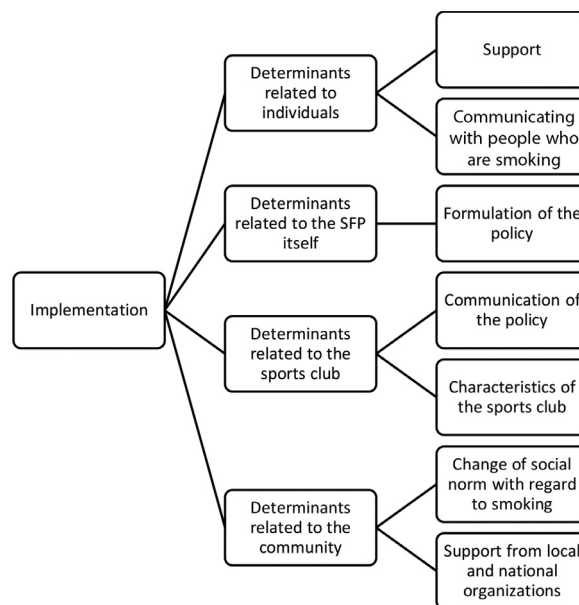 Support
Determinants
related to
individuals
Communicating
with people who
are smoking
Determinants
related to the SFP
itself
Formulation of the
policy
Implementation
Communication of
the policy
Determinants
related to the
sports club
Characteristics of
the sports club
Change of social
norm with regard
to smoking
Determinants
related to the
community
Support from local
and national
organizations